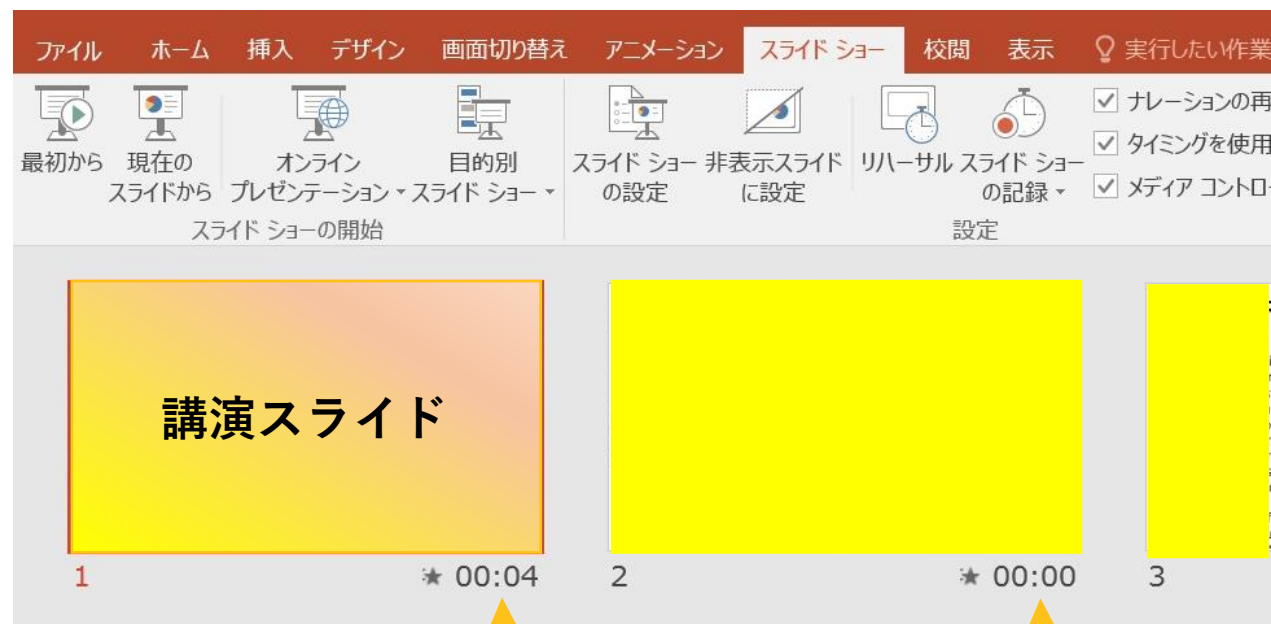 ファイル ホーム 挿入 デザイン 画面切り替え アニメーション スライド ショー 校閲 表示 実行したい作業
最初から 現在の オンライン 目的別 スライド ショー 非表示スライド リハーサル スライド ショー
スライドから プレゼンテーション スライド ショー の設定 に設定 の記録
ナレーションの再
タイミングを使用
メディア コントロ
スライド ショーの開始 設定
講演スライド
1 00:04 2 00:00 3